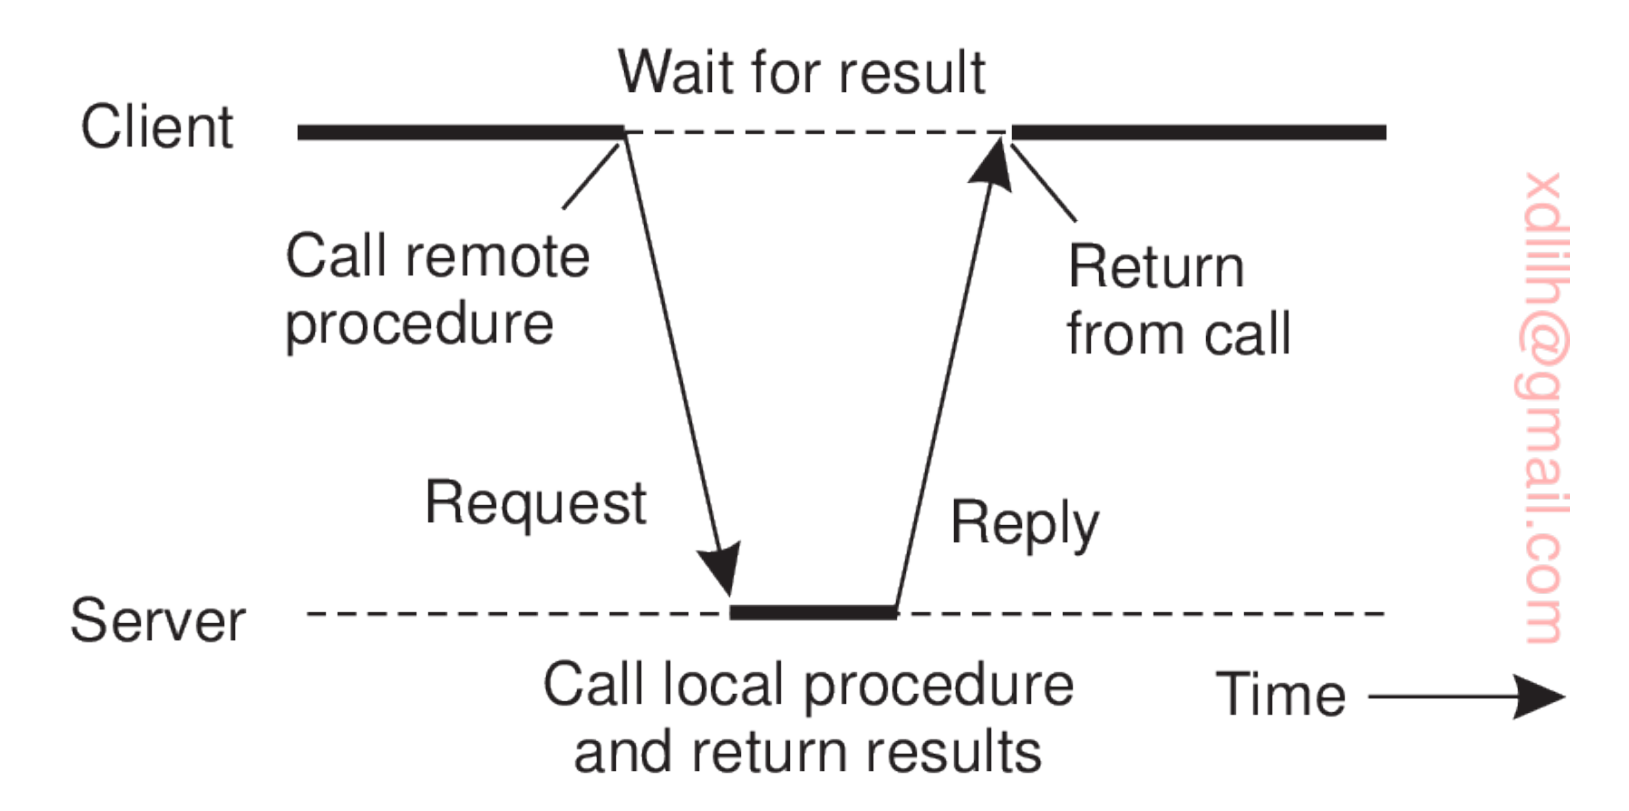 Wait for result
Client
Call remote
procedure
Return
from call
Request
Reply
Server
Call local procedure
and return results
Time
xdlilh@gmail.com